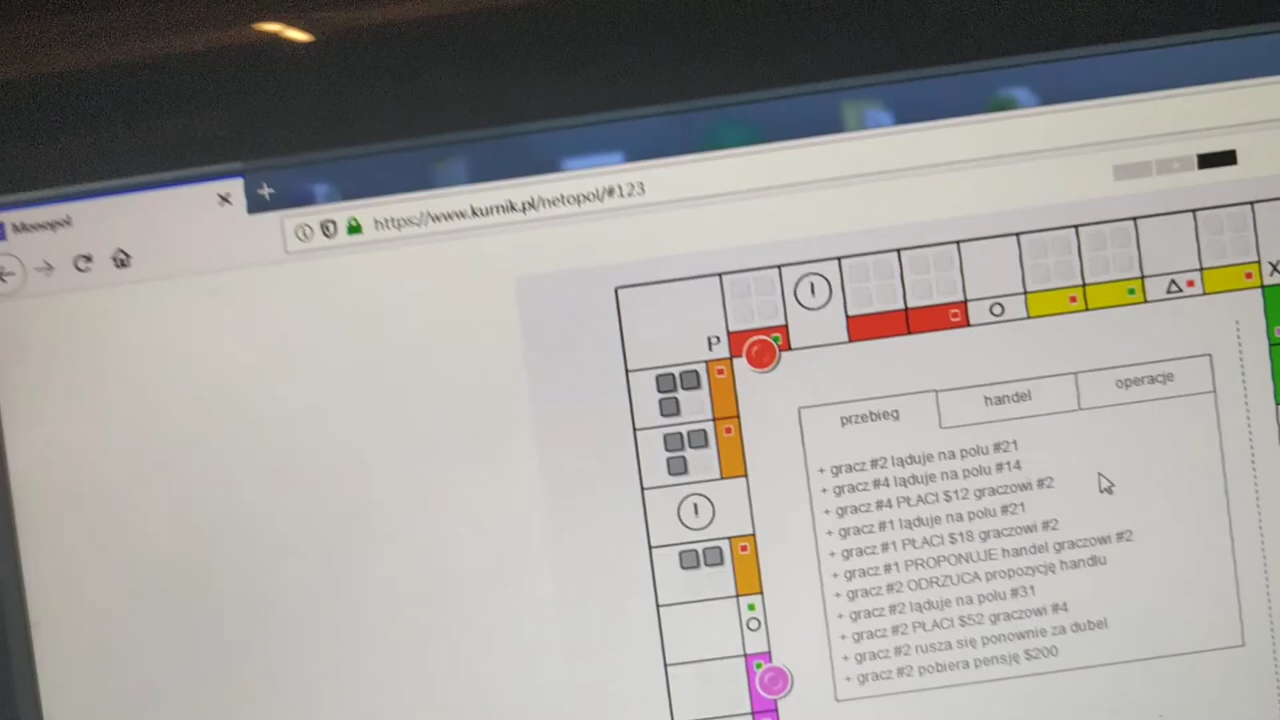 Monopol
https://www.kurnik.pl/netopol/#123
P
X
przebieg
handel
operacje
+ gracz #2 ląduje na polu #21
+ gracz #4 ląduje na polu #14
+ gracz #4 PŁACI $12 graczowi #2
+ gracz #1 ląduje na polu #21
+ gracz #1 PŁACI $18 graczowi #2
+ gracz #1 PROPONUJE handel graczowi #2
+ gracz #2 ODRZUCA propozycję handlu
+ gracz #2 ląduje na polu #31
+ gracz #2 PŁACI $52 graczowi #4
+ gracz #2 rusza się ponownie za dubel
+ gracz #2 pobiera pensję $200